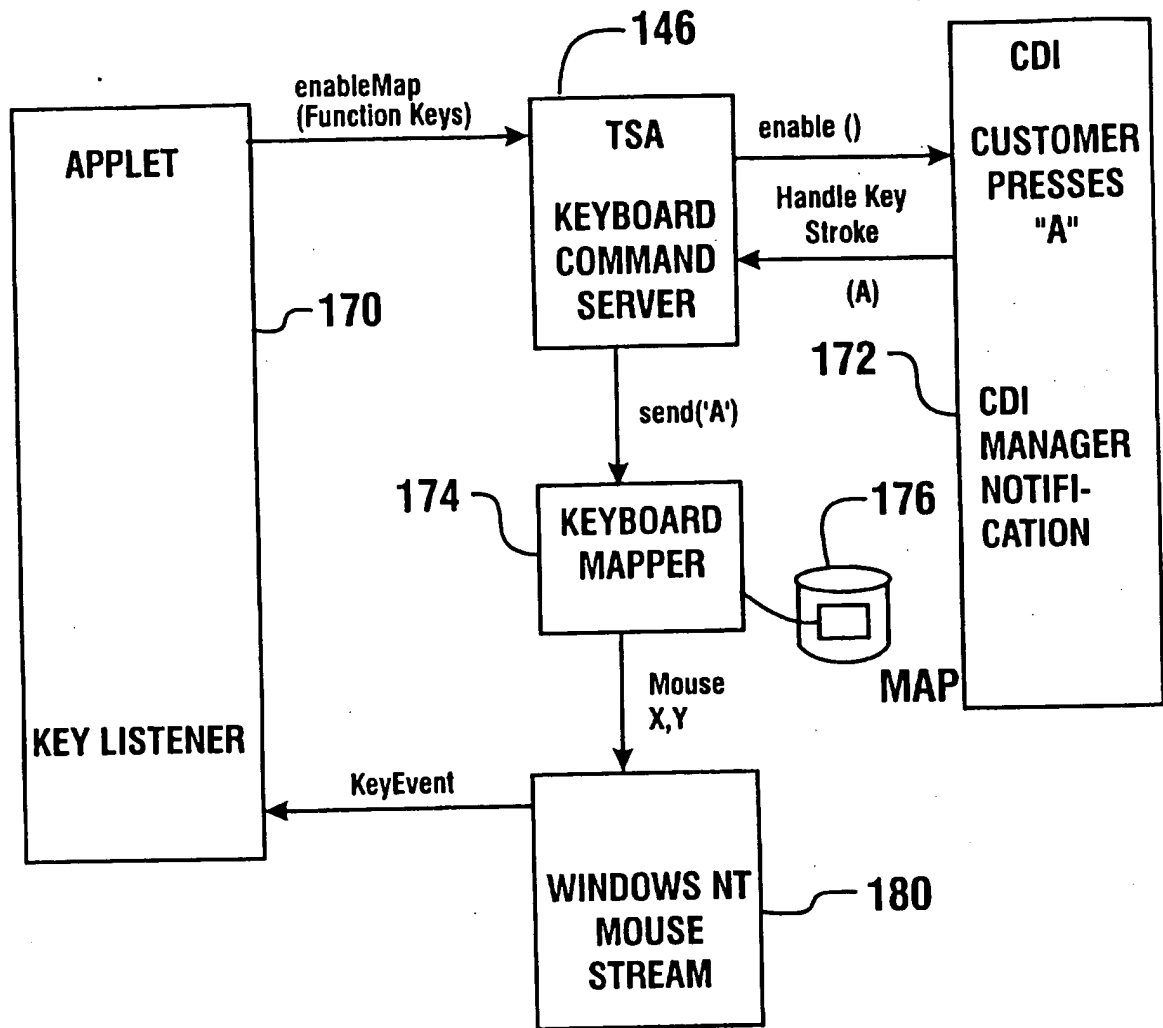 146
enableMap
(Function Keys)
APPLET
170
KEY LISTENER
TSA
KEYBOARD
COMMAND
SERVER
enable ()
Handle Key
Stroke
(A)
CDI
CUSTOMER
PRESSES
"A"
172
CDI
MANAGER
NOTIFI-
CATION
send('A')
174
KEYBOARD
MAPPER
176
MAP
Mouse
X,Y
KeyEvent
WINDOWS NT
MOUSE
STREAM
180